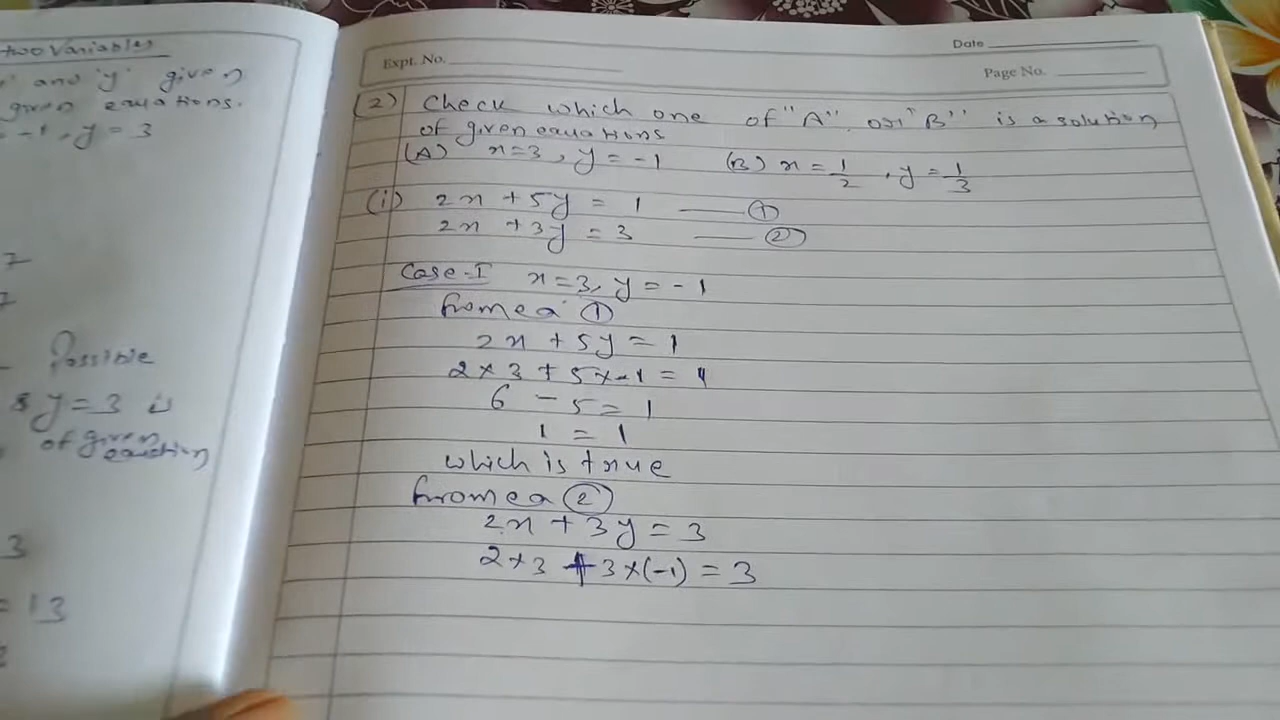 two Variables
and 'y' given
given equations.
-1, y = 3
7
7
Possible
y = 3 is
of given
equation
3
= 13
Expt. No.
Date
Page No.
(2) Check which one of "A" or "B" is a solution
of given equations
(A) x=3, y = -1 (B) x = 1/2, y = 1/3
(i) 2x + 5y = 1 —— ①
2x + 3y = 3 —— ②
Case-I x=3, y = -1
from eq ①
2x + 5y = 1
2×3 + 5×-1 = 1
6 - 5 = 1
1 = 1
which is true
from eq ②
2x + 3y = 3
2×3 + 3×(-1) = 3